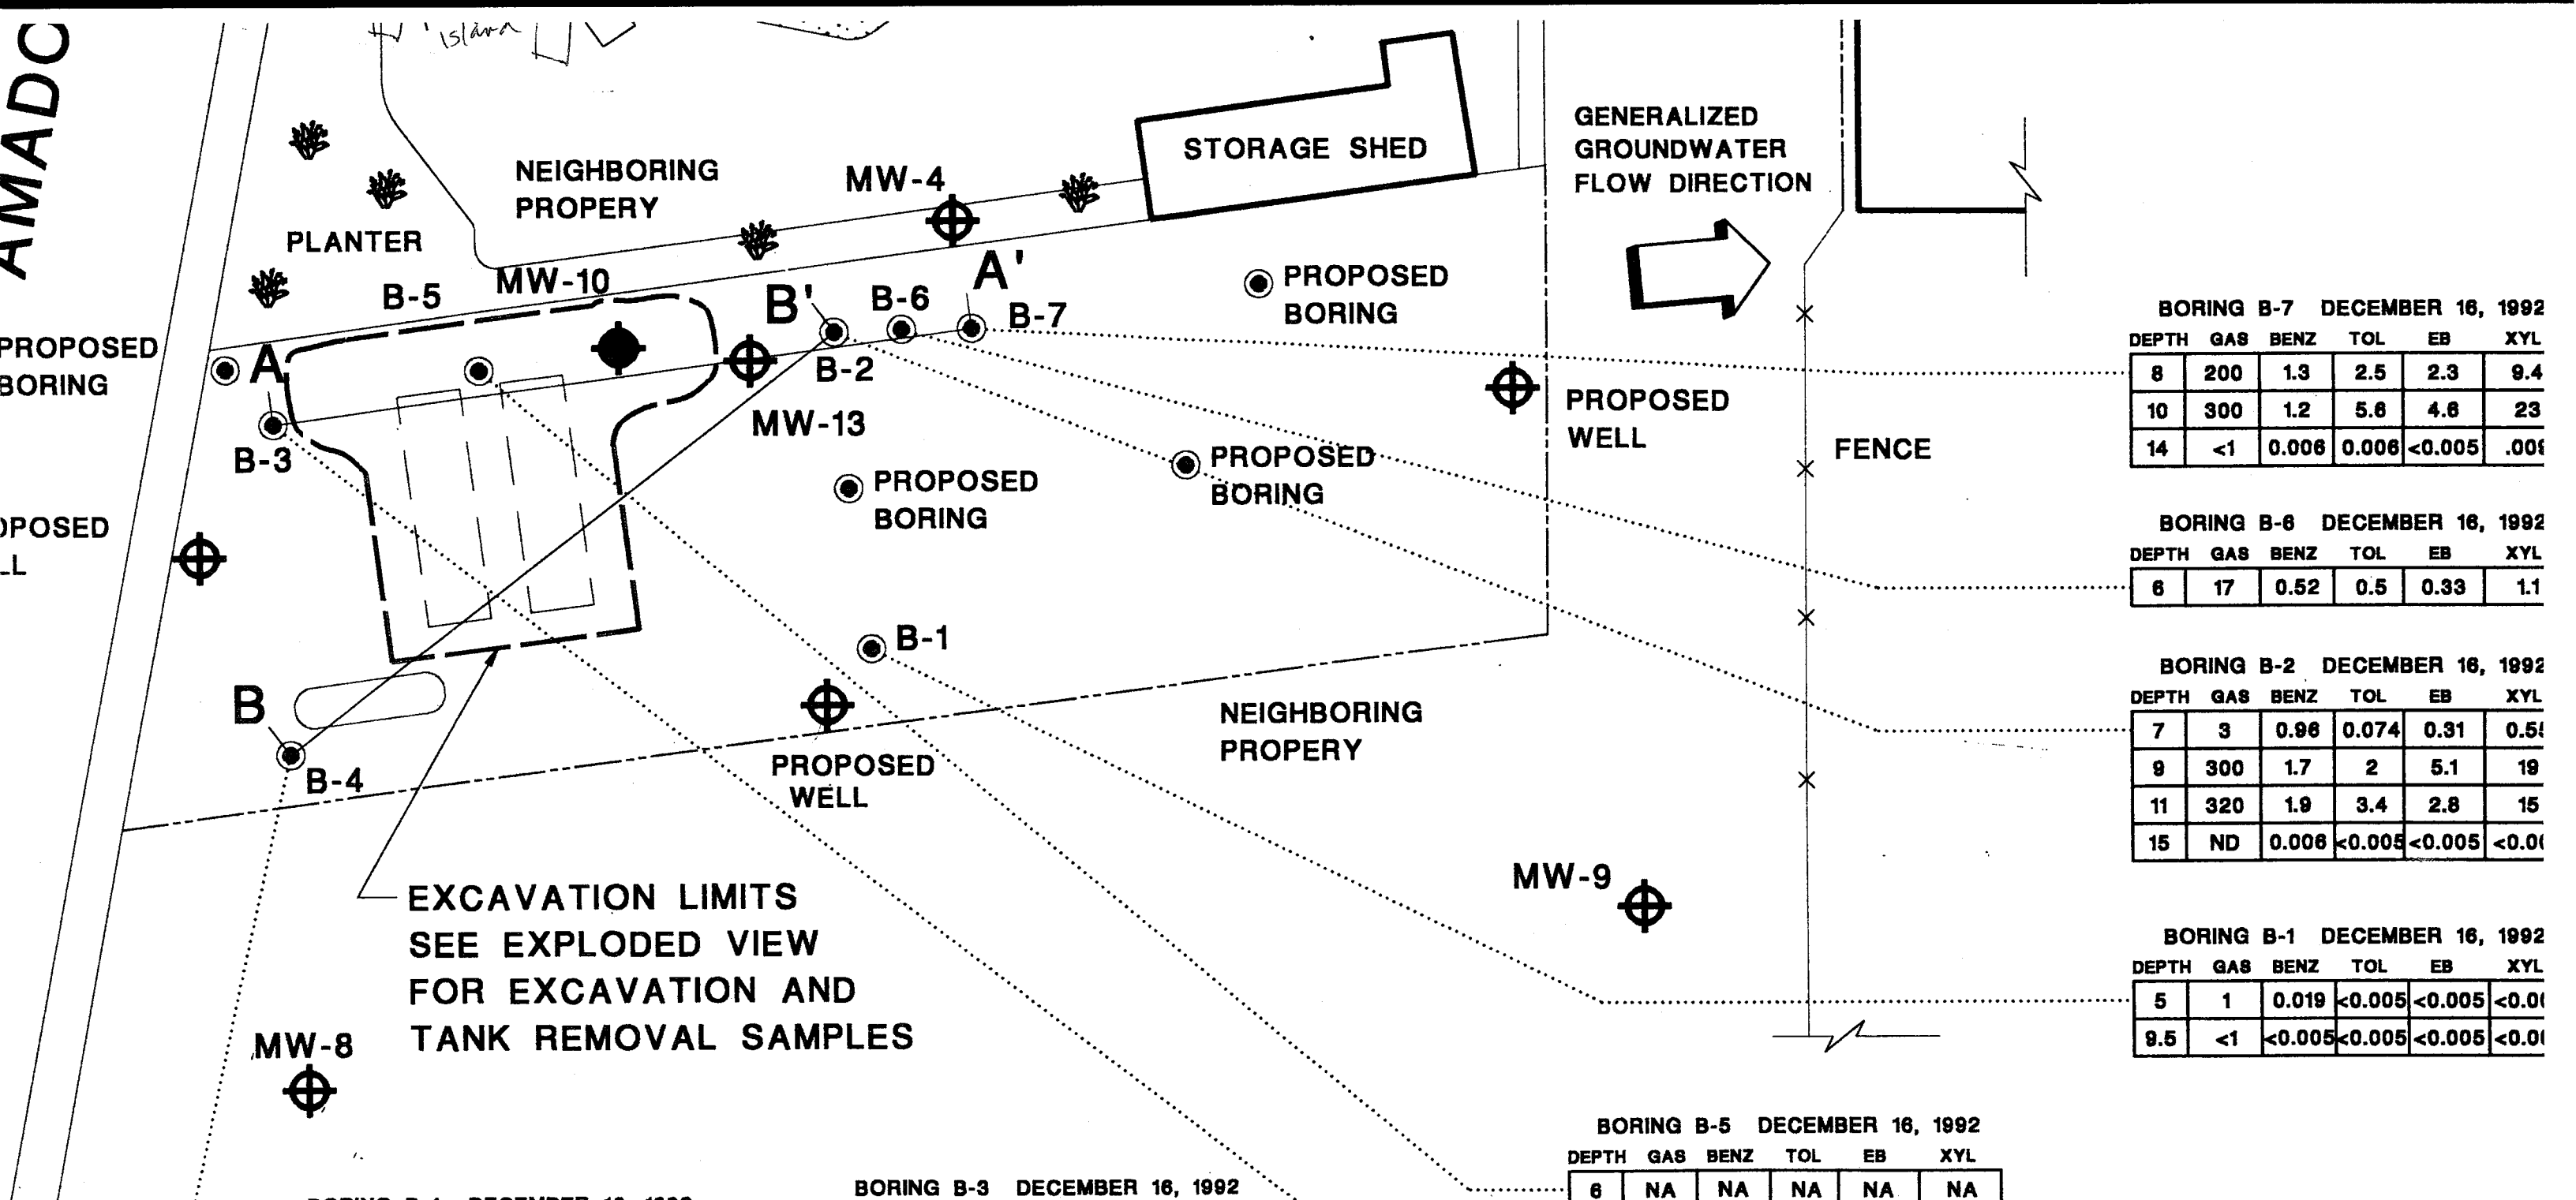 island
AMADO
NEIGHBORING
PROPERY
PLANTER
MW-4
STORAGE SHED
GENERALIZED
GROUNDWATER
FLOW DIRECTION
B-5
MW-10
B'
B-6
A'
B-7
PROPOSED
BORING
PROPOSED
BORING
A
B-3
B-2
MW-13
PROPOSED
BORING
PROPOSED
BORING
PROPOSED
WELL
FENCE
B-1
B
B-4
PROPOSED
WELL
NEIGHBORING
PROPERY
EXCAVATION LIMITS
SEE EXPLODED VIEW
FOR EXCAVATION AND
TANK REMOVAL SAMPLES
MW-8
MW-9
BORING B-7 DECEMBER 16, 1992
DEPTH GAS BENZ TOL EB XYL
8 200 1.3 2.5 2.3 9.4
10 300 1.2 5.6 4.6 23
14 <1 0.006 0.006 <0.005
BORING B-6 DECEMBER 16, 1992
DEPTH GAS BENZ TOL EB XYL
6 17 0.52 0.5 0.33 1.1
BORING B-2 DECEMBER 16, 1992
DEPTH GAS BENZ TOL EB XYL
7 3 0.96 0.074 0.31
9 300 1.7 2 5.1 19
11 320 1.9 3.4 2.8 15
15 ND 0.006 <0.005 <0.005
BORING B-1 DECEMBER 16, 1992
DEPTH GAS BENZ TOL EB XYL
5 1 0.019 <0.005 <0.005
9.5 <1 <0.005 <0.005 <0.005
BORING B-5 DECEMBER 16, 1992
DEPTH GAS BENZ TOL EB XYL
6 NA NA NA NA NA
BORING B-3 DECEMBER 16, 1992